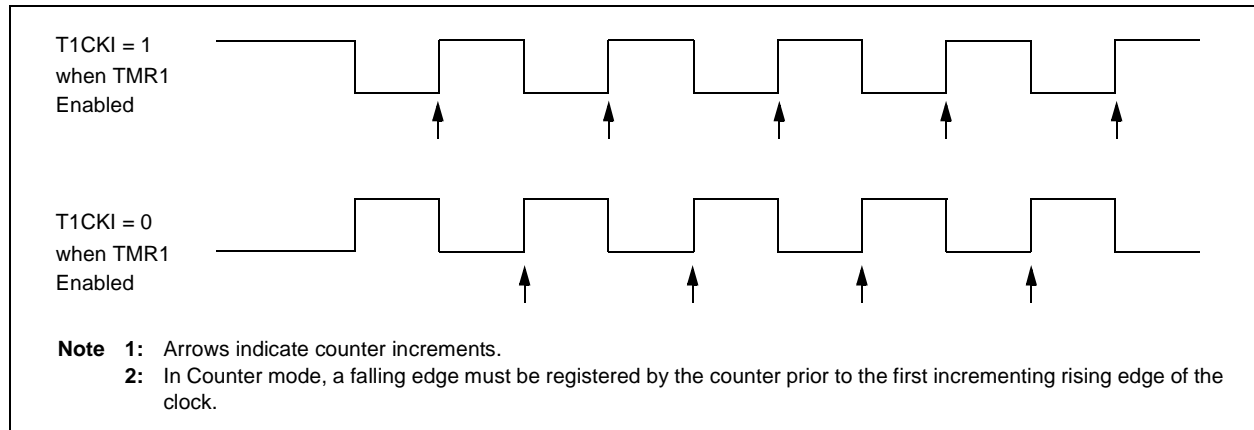 T1CKI = 1
when TMR1
Enabled
T1CKI = 0
when TMR1
Enabled
Note 1: Arrows indicate counter increments.
2: In Counter mode, a falling edge must be registered by the counter prior to the first incrementing rising edge of the
clock.